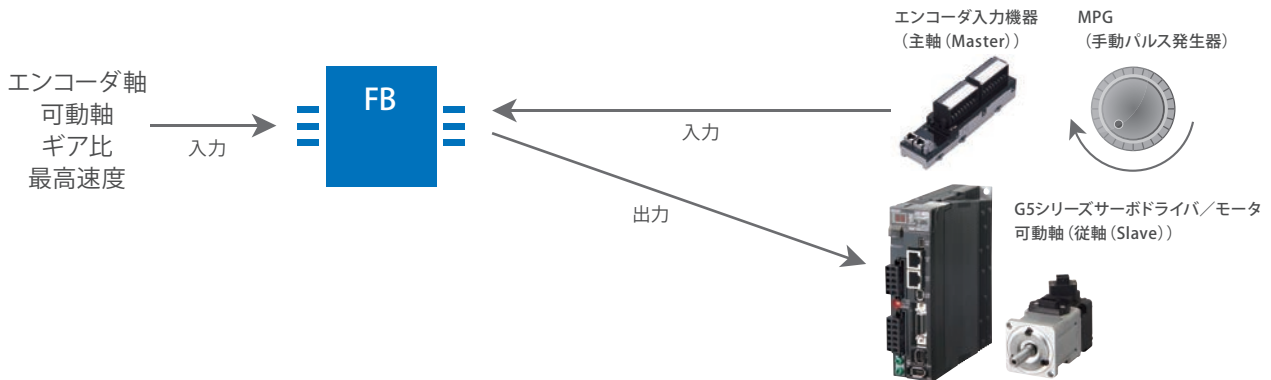 エンコーダ軸
可動軸
ギア比
最高速度
入力
FB
入力
出力
エンコーダ入力機器
（主軸（Master））
MPG
（手動パルス発生器）
G5シリーズサーボドライバ／モータ
可動軸（従軸（Slave））